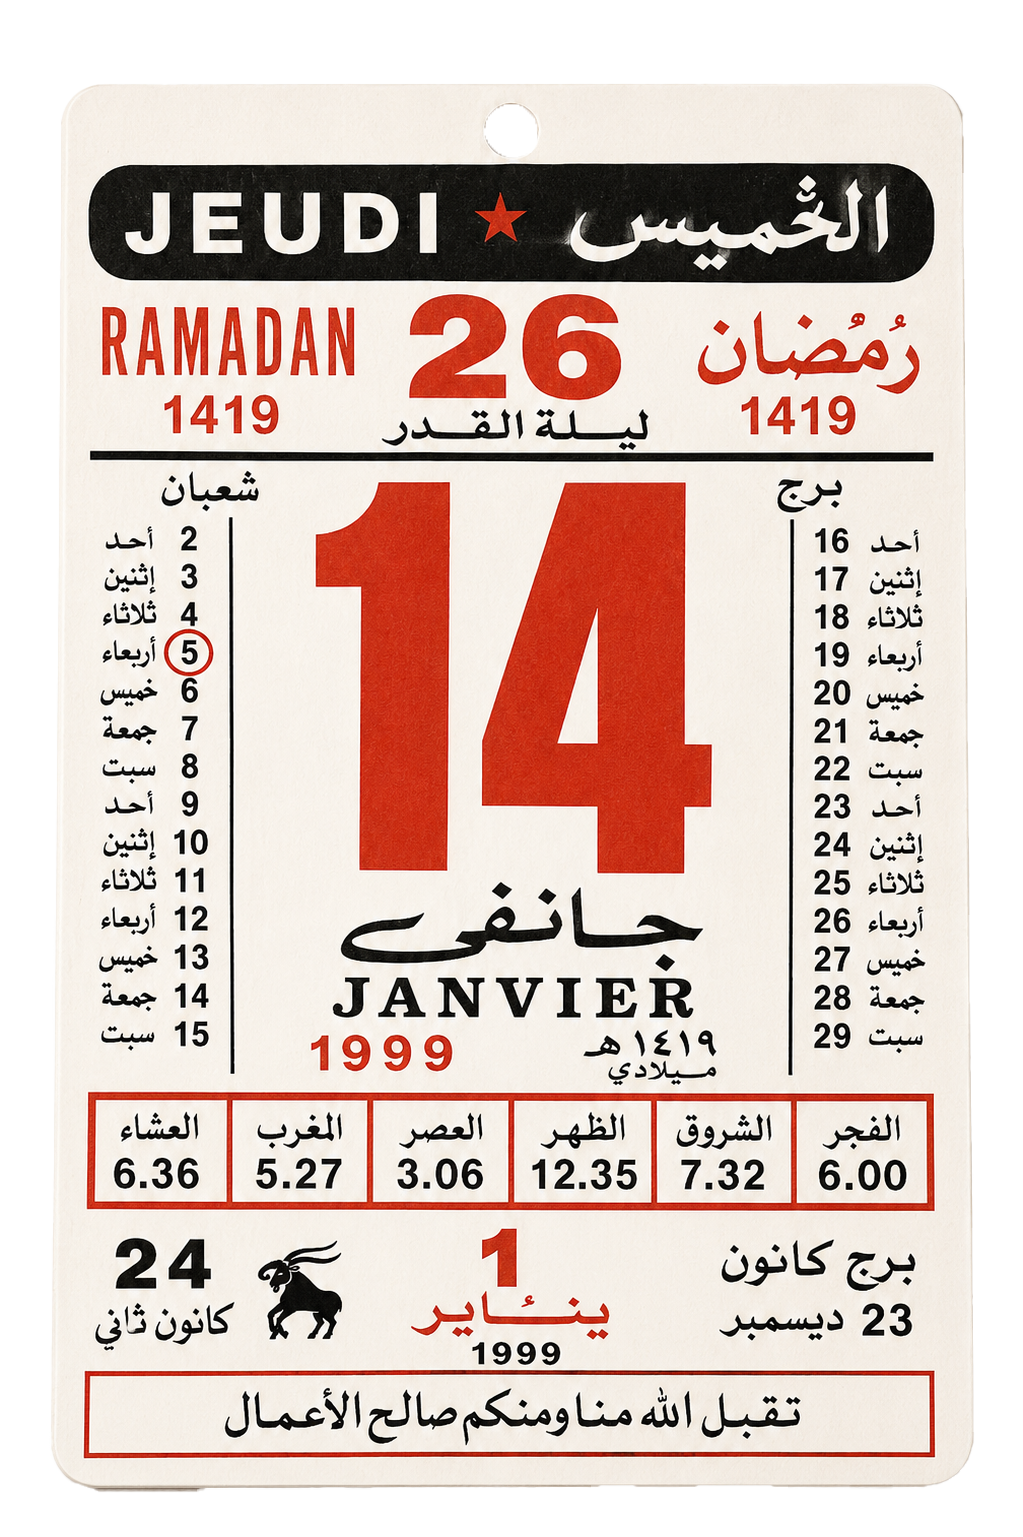 JEUDI ★ الخميس
RAMADAN 26 رُمُضان
1419 1419
ليلة القدر
شعبان
2 أحد
3 إثنين
4 ثلاثاء
5 أربعاء
6 خميس
7 جمعة
8 سبت
9 أحد
10 إثنين
11 ثلاثاء
12 أربعاء
13 خميس
14 جمعة
15 سبت
14
جانفي
JANVIER
1999 ١٤١٩ هـ
ميلادي
برج
16 أحد
17 إثنين
18 ثلاثاء
19 أربعاء
20 خميس
21 جمعة
22 سبت
23 أحد
24 إثنين
25 ثلاثاء
26 أربعاء
27 خميس
28 جمعة
29 سبت
الفجر الشروق الظهر العصر المغرب العشاء
6.00 7.32 12.35 3.06 5.27 6.36
برج كانون
23 ديسمبر
1
ينئاير
1999
24
كانون ثاني
تقبل الله منا ومنكم صالح الأعمال